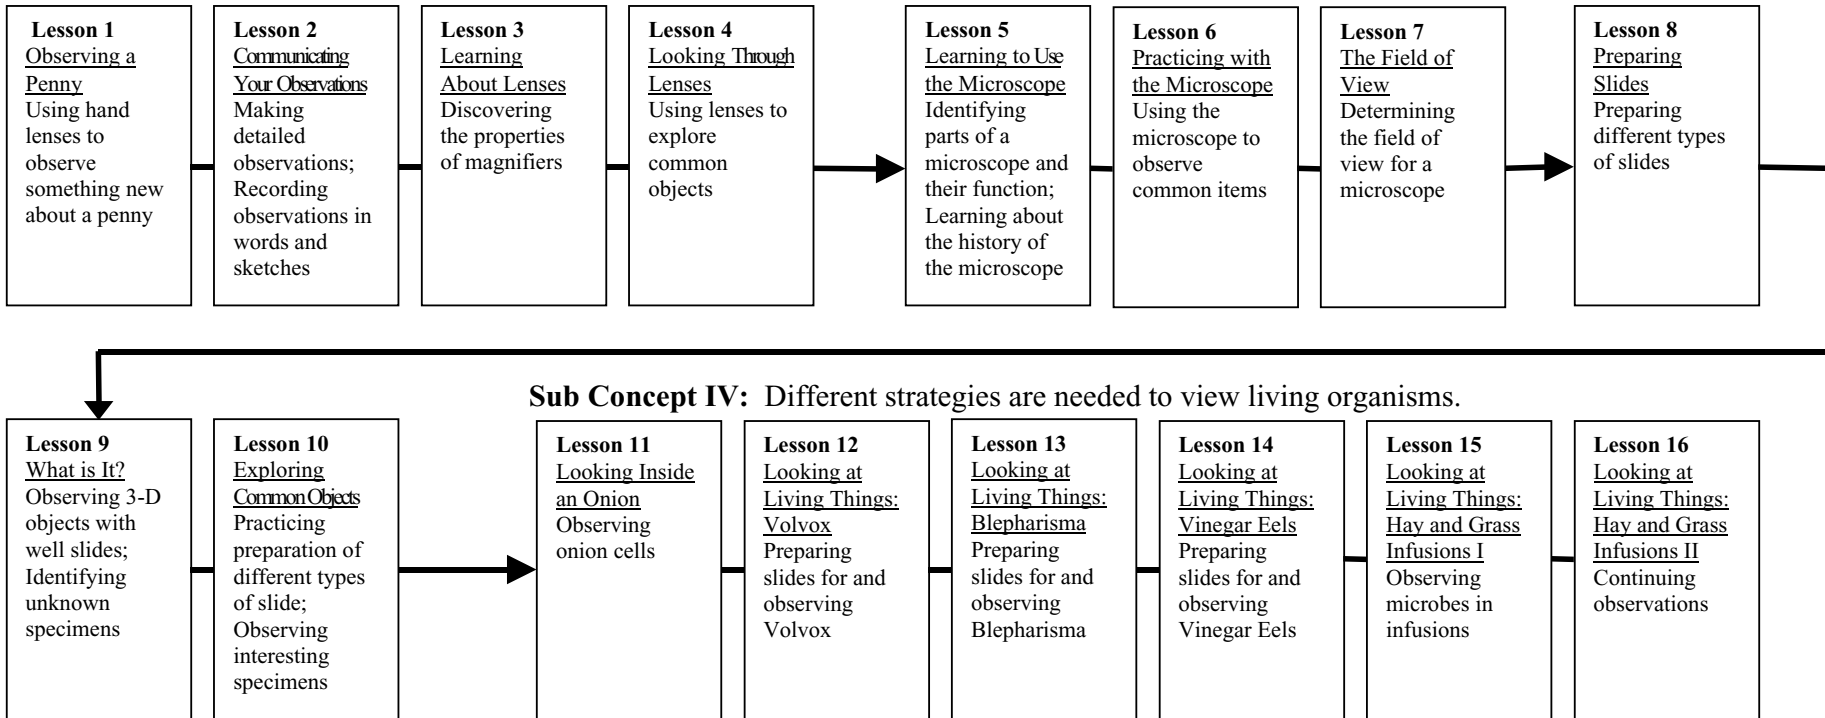 Lesson 1
Observing a
Penny
Using hand
lenses to
observe
something new
about a penny
Lesson 2
Communicating
Your Observations
Making
detailed
observations;
Recording
observations in
words and
sketches
Lesson 3
Learning
About Lenses
Discovering
the properties
of magnifiers
Lesson 4
Looking Through
Lenses
Using lenses to
explore
common
objects
Lesson 5
Learning to Use
the Microscope
Identifying
parts of a
microscope and
their function;
Learning about
the history of
the microscope
Lesson 6
Practicing with
the Microscope
Using the
microscope to
observe
common items
Lesson 7
The Field of
View
Determining
the field of
view for a
microscope
Lesson 8
Preparing
Slides
Preparing
different types
of slides
Sub Concept IV: Different strategies are needed to view living organisms.
Lesson 9
What is It?
Observing 3-D
objects with
well slides;
Identifying
unknown
specimens
Lesson 10
Exploring
Common Objects
Practicing
preparation of
different types
of slide;
Observing
interesting
specimens
Lesson 11
Looking Inside
an Onion
Observing
onion cells
Lesson 12
Looking at
Living Things:
Volvox
Preparing
slides for and
observing
Volvox
Lesson 13
Looking at
Living Things:
Blepharisma
Preparing
slides for and
observing
Blepharisma
Lesson 14
Looking at
Living Things:
Vinegar Eels
Preparing
slides for and
observing
Vinegar Eels
Lesson 15
Looking at
Living Things:
Hay and Grass
Infusions I
Observing
microbes in
infusions
Lesson 16
Looking at
Living Things:
Hay and Grass
Infusions II
Continuing
observations